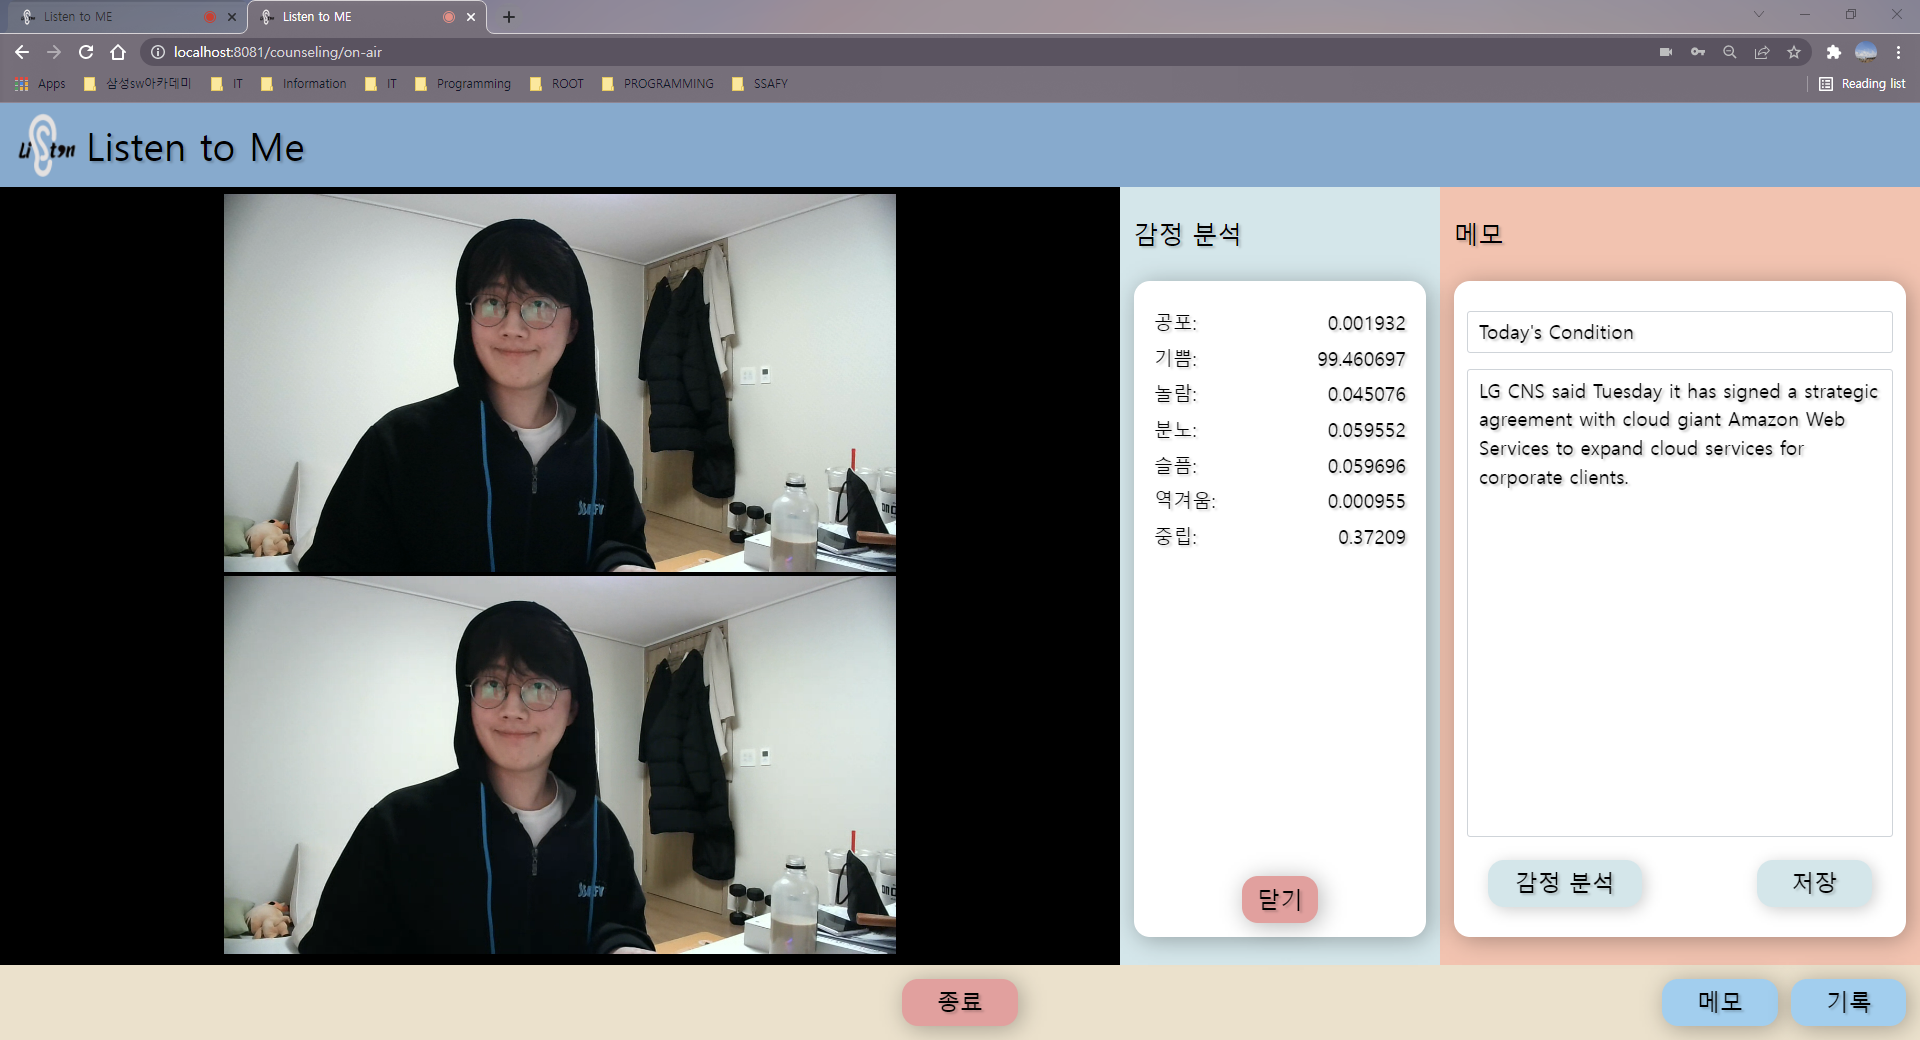 Listen to ME
Listen to ME
localhost:8081/counseling/on-air
Apps
삼성sw아카데미
IT
Information
IT
Programming
ROOT
PROGRAMMING
SSAFY
Reading list
Listen
Listen to Me
SSAFY
SSAFY
감정 분석
공포: 0.001932
기쁨: 99.460697
놀람: 0.045076
분노: 0.059552
슬픔: 0.059696
역겨움: 0.000955
중립: 0.37209
닫기
메모
Today's Condition
LG CNS said Tuesday it has signed a strategic
agreement with cloud giant Amazon Web
Services to expand cloud services for
corporate clients.
감정 분석
저장
종료
메모
기록